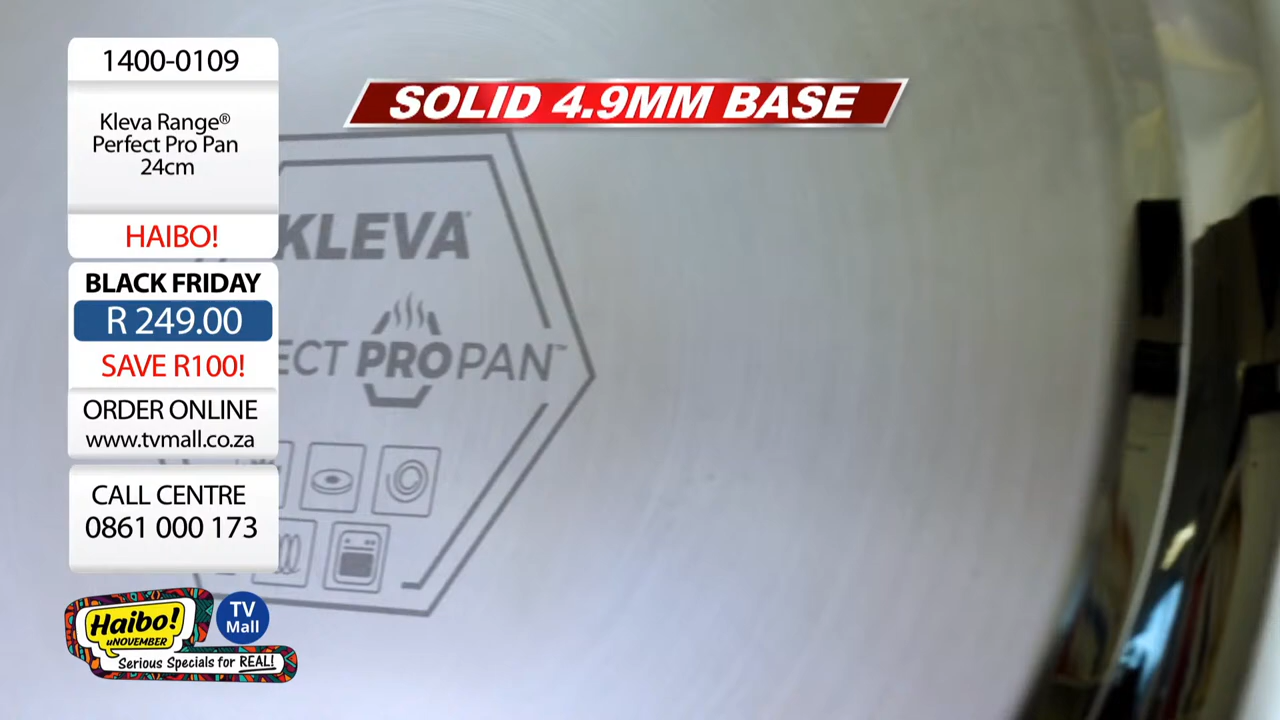 1400-0109
Kleva Range®
Perfect Pro Pan
24cm
HAIBO!
BLACK FRIDAY
R 249.00
SAVE R100!
ORDER ONLINE
www.tvmall.co.za
CALL CENTRE
0861 000 173
Haibo!
uNOVEMBER
Serious Specials for REAL!
TV
Mall
SOLID 4.9MM BASE
KLEVA
ECT PROPAN™